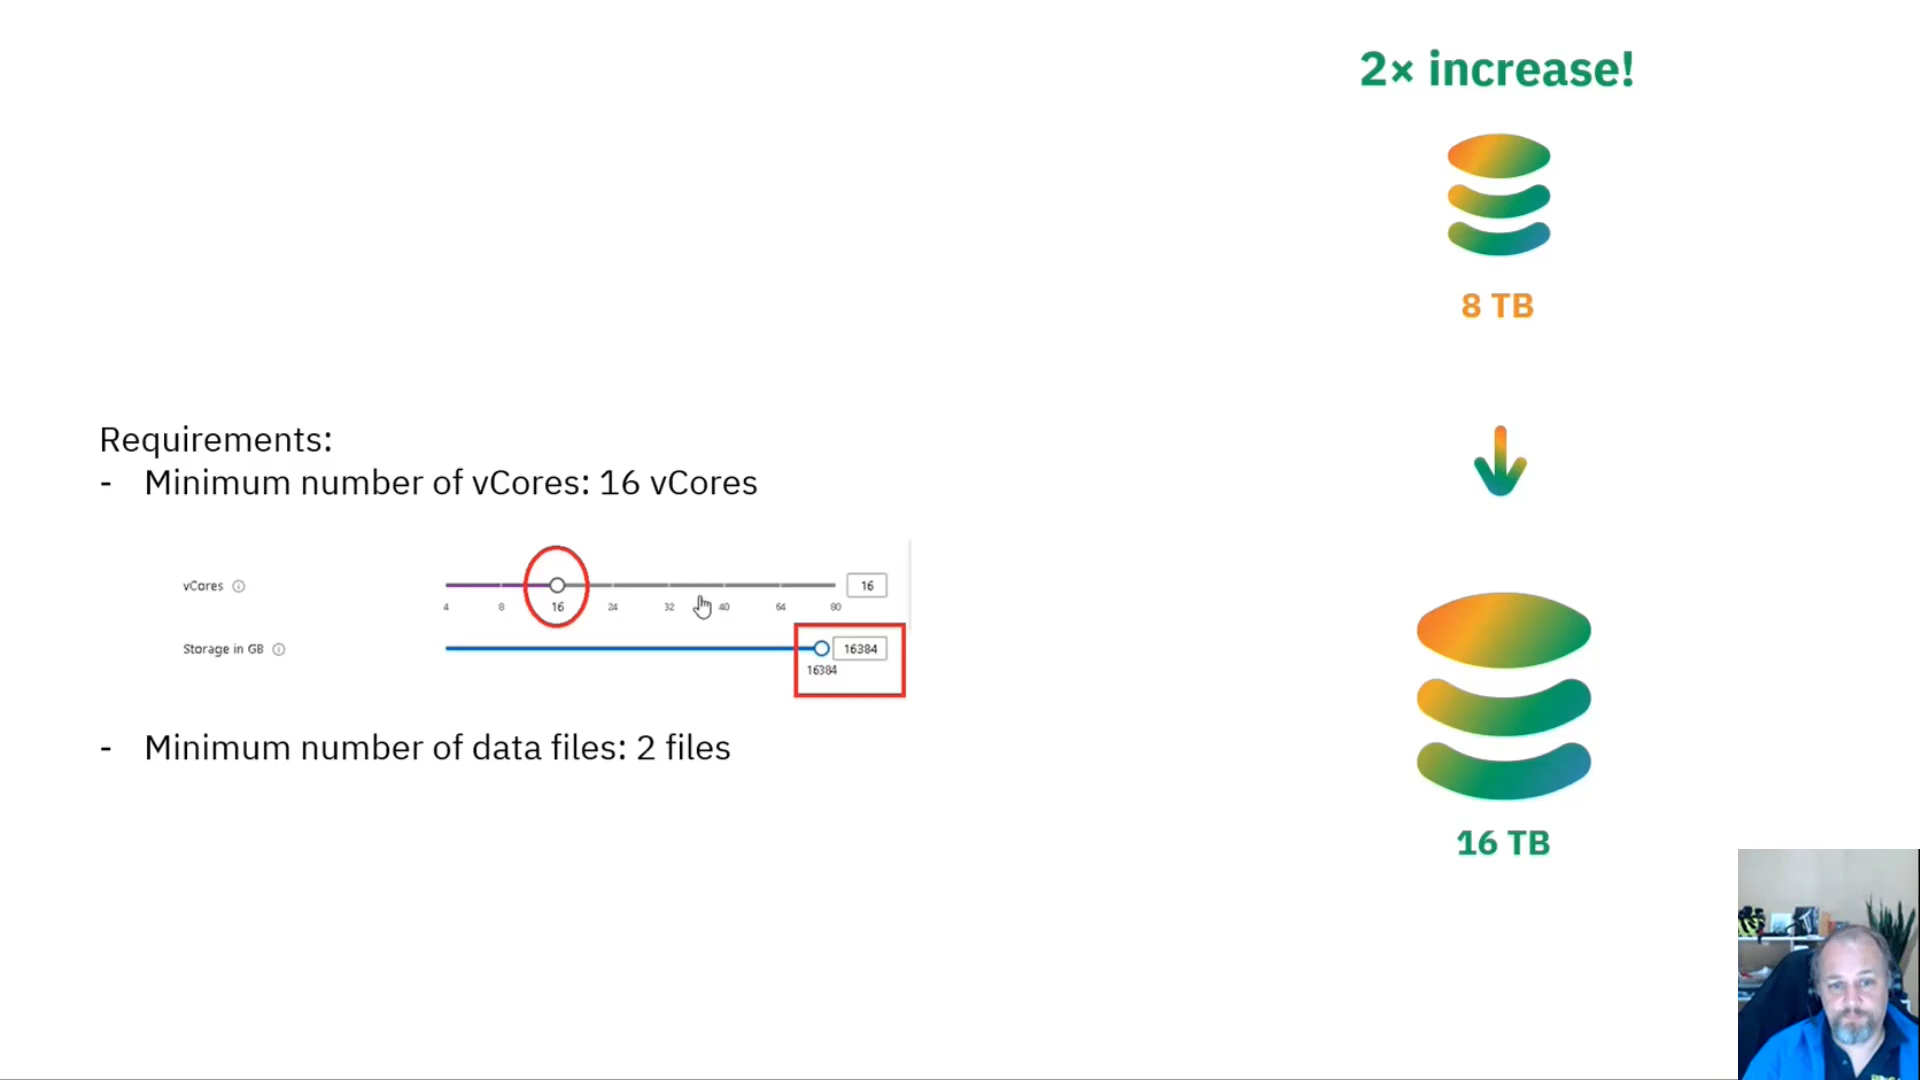 2× increase!
8 TB
Requirements:
- Minimum number of vCores: 16 vCores
vCores
16
4 8 16 24 32 40 64 80
Storage in GB
16384
16384
- Minimum number of data files: 2 files
16 TB